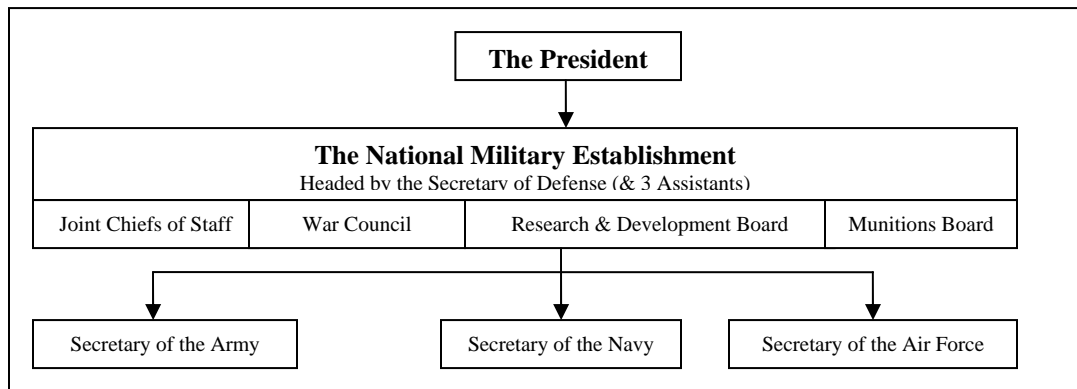 The President
The National Military Establishment
Headed by the Secretary of Defense (& 3 Assistants)
Joint Chiefs of Staff
War Council
Research & Development Board
Munitions Board
Secretary of the Army
Secretary of the Navy
Secretary of the Air Force